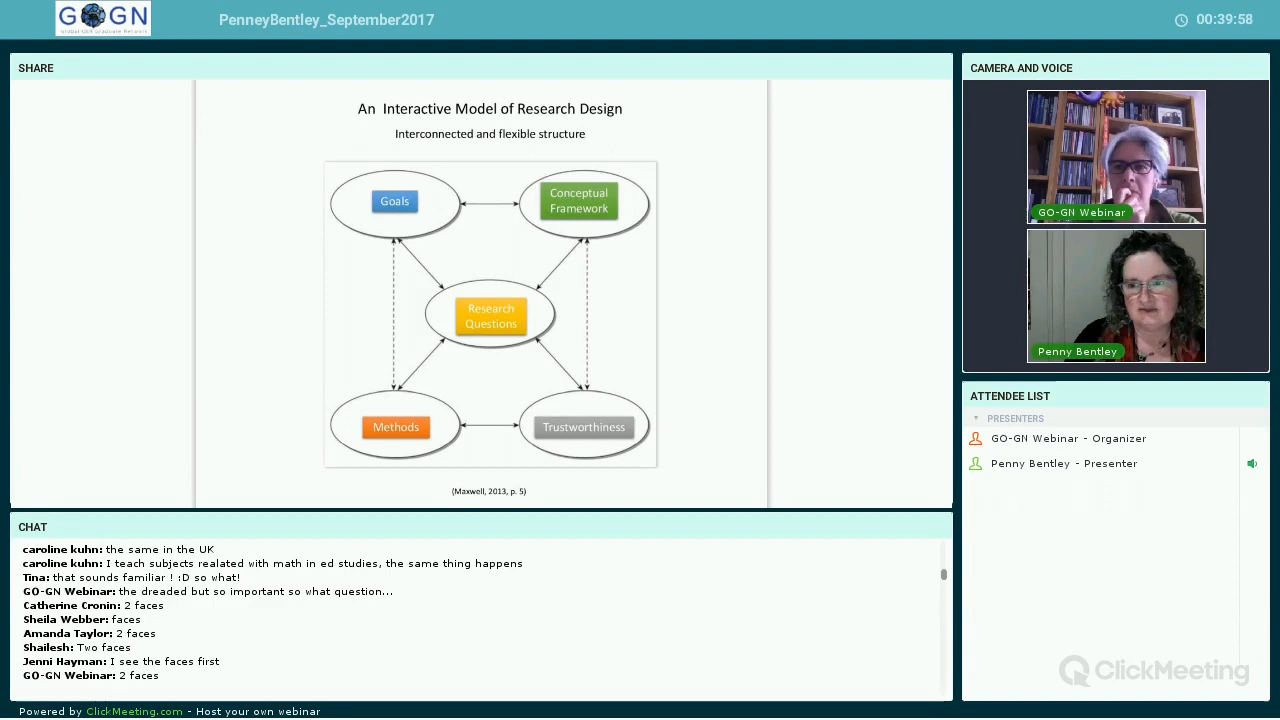 GOGN
Global OER Graduate Network
PenneyBentley_September2017
00:39:58
SHARE
An Interactive Model of Research Design
Interconnected and flexible structure
Goals
Conceptual
Framework
Research
Questions
Methods
Trustworthiness
(Maxwell, 2013, p. 5)
CAMERA AND VOICE
GO-GN Webinar
Penny Bentley
ATTENDEE LIST
PRESENTERS
GO-GN Webinar - Organizer
Penny Bentley - Presenter
CHAT
caroline kuhn: the same in the UK
caroline kuhn: I teach subjects realated with math in ed studies, the same thing happens
Tina: that sounds familiar ! :D so what!
GO-GN Webinar: the dreaded but so important so what question...
Catherine Cronin: 2 faces
Sheila Webber: faces
Amanda Taylor: 2 faces
Shailesh: Two faces
Jenni Hayman: I see the faces first
GO-GN Webinar: 2 faces
ClickMeeting
Powered by ClickMeeting.com - Host your own webinar